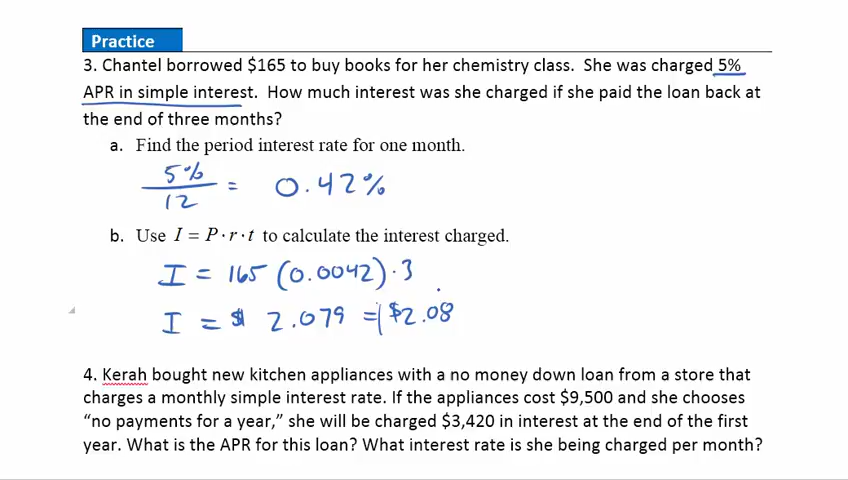 Practice
3. Chantel borrowed $165 to buy books for her chemistry class. She was charged 5%
APR in simple interest. How much interest was she charged if she paid the loan back at
the end of three months?
a. Find the period interest rate for one month.
5%
12 = 0.42%
b. Use I = P·r·t to calculate the interest charged.
I = 165 (0.0042)·3
I = $ 2.079 = $2.08
4. Kerah bought new kitchen appliances with a no money down loan from a store that
charges a monthly simple interest rate. If the appliances cost $9,500 and she chooses
“no payments for a year,” she will be charged $3,420 in interest at the end of the first
year. What is the APR for this loan? What interest rate is she being charged per month?